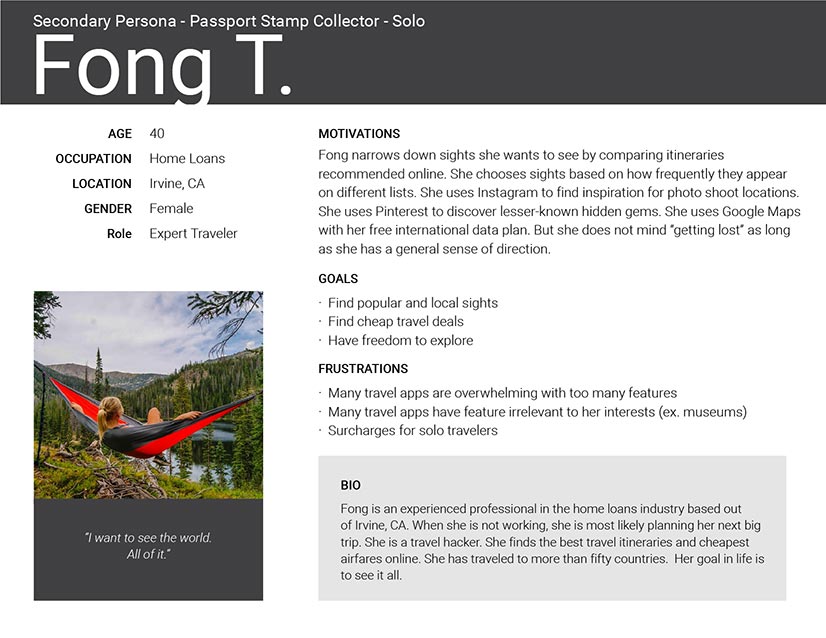 Secondary Persona - Passport Stamp Collector - Solo
Fong T.
AGE 40
OCCUPATION Home Loans
LOCATION Irvine, CA
GENDER Female
Role Expert Traveler
“I want to see the world.
All of it.”
MOTIVATIONS
Fong narrows down sights she wants to see by comparing itineraries
recommended online. She chooses sights based on how frequently they appear
on different lists. She uses Instagram to find inspiration for photo shoot locations.
She uses Pinterest to discover lesser-known hidden gems. She uses Google Maps
with her free international data plan. But she does not mind “getting lost” as long
as she has a general sense of direction.
GOALS
· Find popular and local sights
· Find cheap travel deals
· Have freedom to explore
FRUSTRATIONS
· Many travel apps are overwhelming with too many features
· Many travel apps have feature irrelevant to her interests (ex. museums)
· Surcharges for solo travelers
BIO
Fong is an experienced professional in the home loans industry based out
of Irvine, CA. When she is not working, she is most likely planning her next big
trip. She is a travel hacker. She finds the best travel itineraries and cheapest
airfares online. She has traveled to more than fifty countries.  Her goal in life is
to see it all.